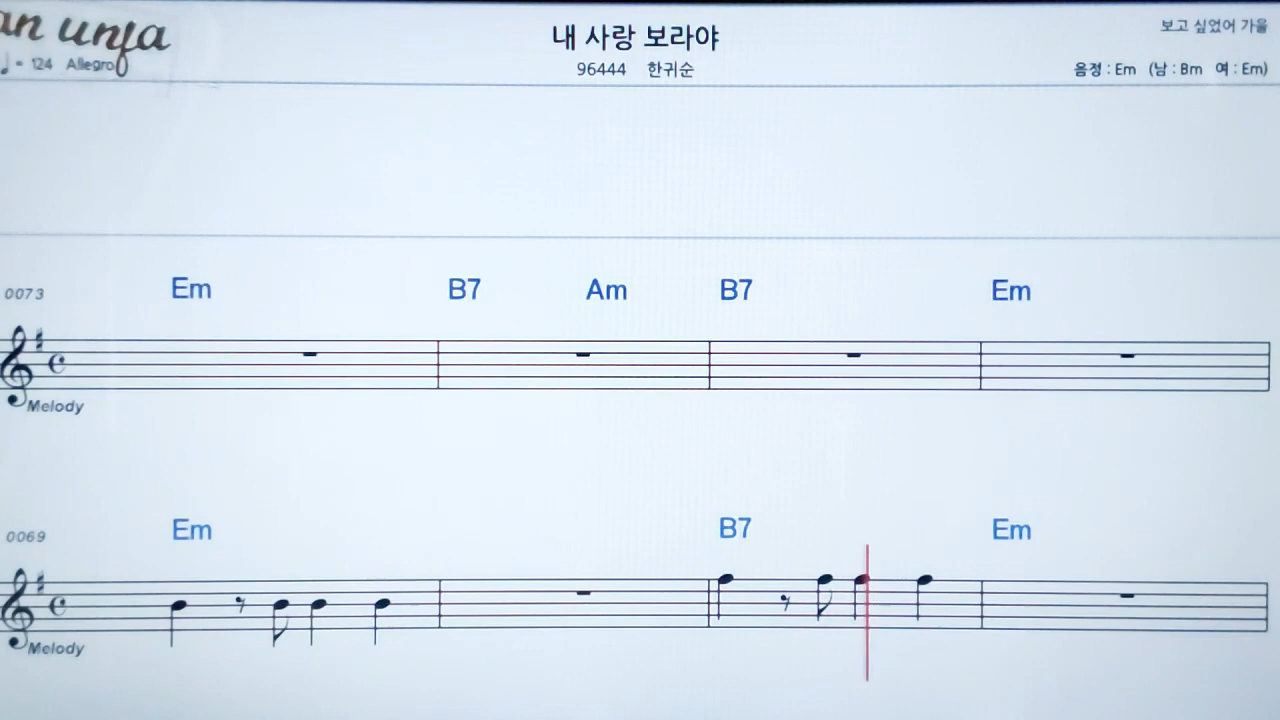 내 사랑 보라야
보고 싶었어 가을
♩= 124 Allegro
96444 한귀순
음정 : Em (남 : Bm 여 : Em)
0073 Em B7 Am B7 Em
Melody
0069 Em B7 Em
Melody